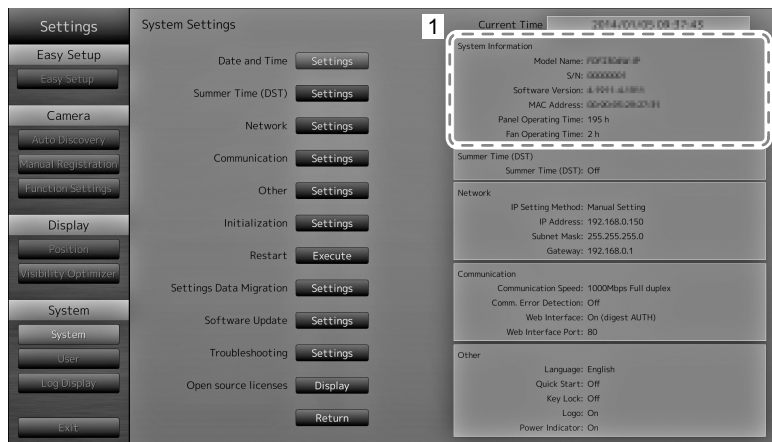 Settings
Easy Setup
Easy Setup
Camera
Auto Discovery
Manual Registration
Function Settings
Display
Position
Visibility Optimizer
System
System
User
Log Display
Exit
System Settings
Date and Time Settings
Summer Time (DST) Settings
Network Settings
Communication Settings
Other Settings
Initialization Settings
Restart Execute
Settings Data Migration Settings
Software Update Settings
Troubleshooting Settings
Open source licenses Display
Return
1
Current Time
System Information
Model Name:
S/N:
Software Version:
MAC Address:
Panel Operating Time: 195 h
Fan Operating Time: 2 h
Summer Time (DST)
Summer Time (DST): Off
Network
IP Setting Method: Manual Setting
IP Address: 192.168.0.150
Subnet Mask: 255.255.255.0
Gateway: 192.168.0.1
Communication
Communication Speed: 1000Mbps Full duplex
Comm. Error Detection: Off
Web Interface: On (digest AUTH)
Web Interface Port: 80
Other
Language: English
Quick Start: Off
Key Lock: Off
Logo: On
Power Indicator: On